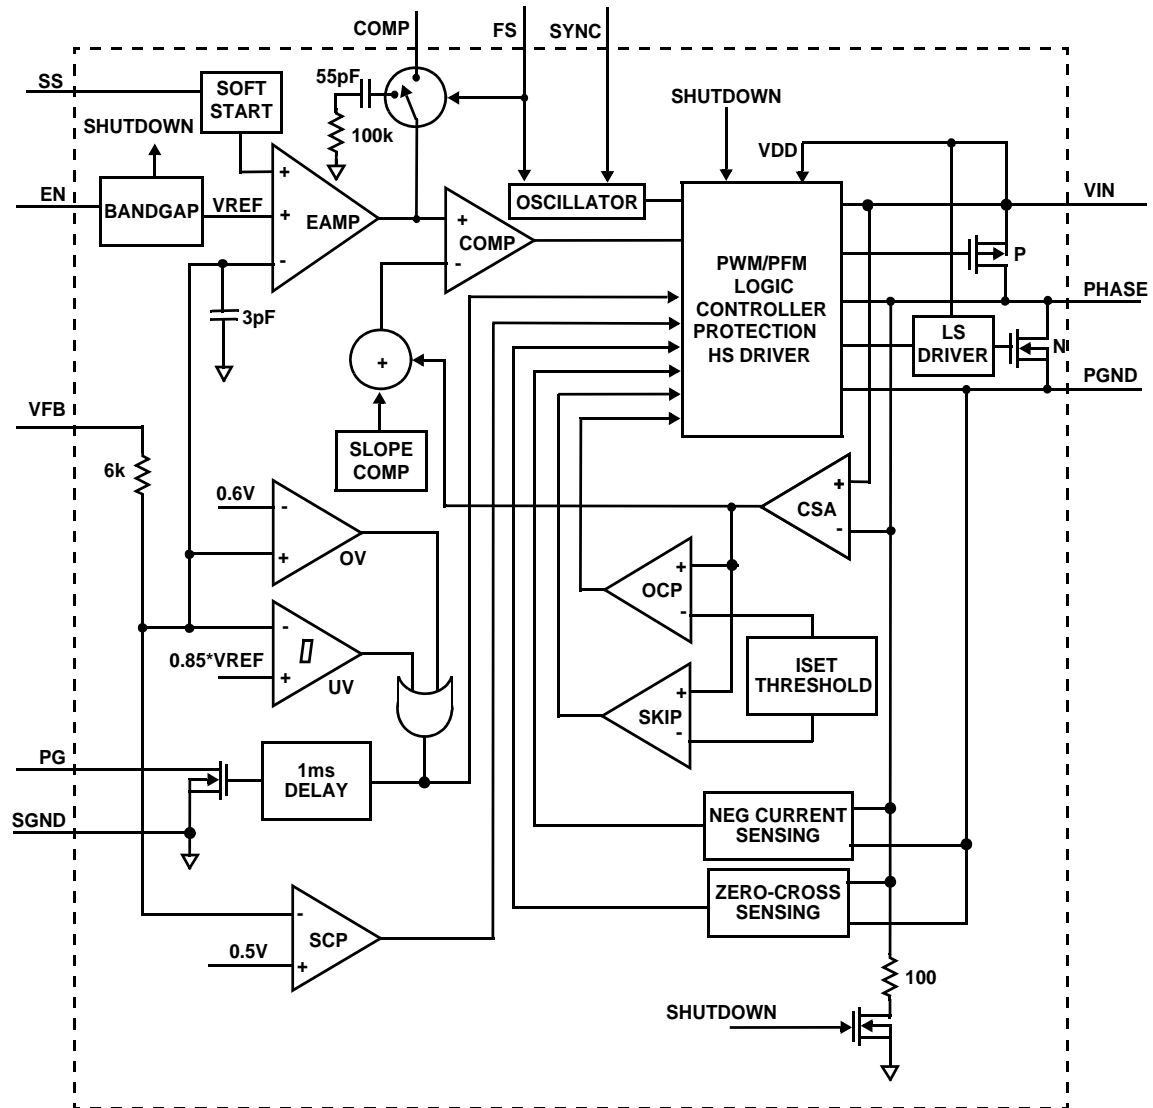 COMP
FS
SYNC
SS
SOFT
START
55pF
100k
SHUTDOWN
SHUTDOWN
VDD
EN
BANDGAP
VREF
+
+
-
EAMP
+
-
COMP
OSCILLATOR
VIN
P
PWM/PFM
LOGIC
CONTROLLER
PROTECTION
HS DRIVER
PHASE
LS
DRIVER
N
PGND
3pF
+
VFB
6k
SLOPE
COMP
0.6V
-
+
OV
+
-
CSA
+
-
OCP
0.85*VREF
-
+
UV
ISET
THRESHOLD
+
-
SKIP
PG
1ms
DELAY
SGND
NEG CURRENT
SENSING
ZERO-CROSS
SENSING
-
+
SCP
0.5V
100
SHUTDOWN